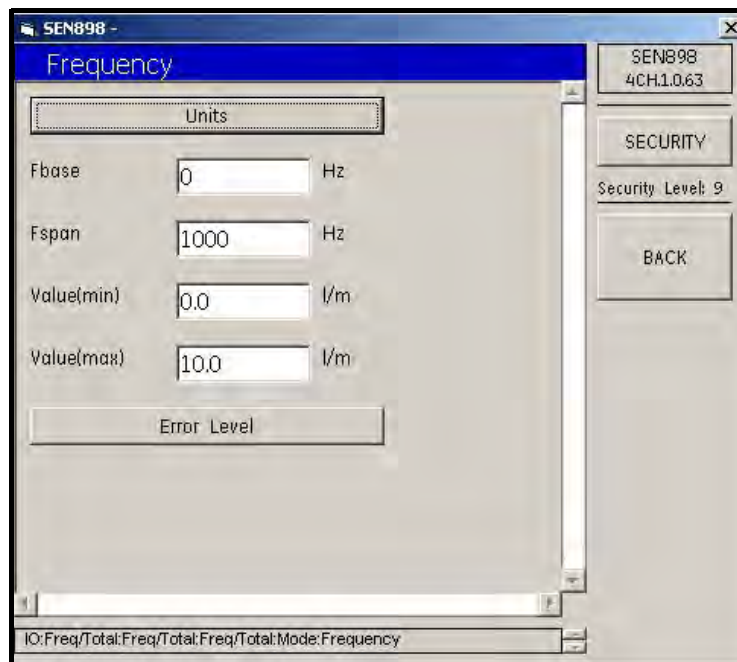 SEN898 -
Frequency
SEN898
4CH.1.0.63
Units
SECURITY
Fbase 0 Hz
Security Level: 9
Fspan 1000 Hz
BACK
Value(min) 0.0 l/m
Value(max) 10.0 l/m
Error Level
IO:Freq/Total:Freq/Total:Freq/Total:Mode:Frequency